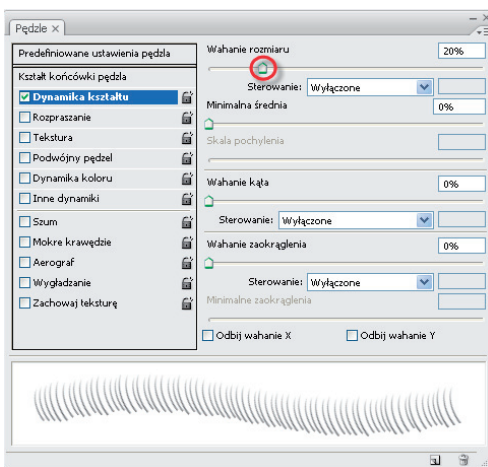 Pędzle ×
Predefiniowane ustawienia pędzla
Kształt końcówki pędzla
Dynamika kształtu
Rozpraszanie
Tekstura
Podwójny pędzel
Dynamika koloru
Inne dynamiki
Szum
Mokre krawędzie
Aerograf
Wygładzanie
Zachowaj teksturę
Wahanie rozmiaru 20%
Sterowanie: Wyłączone
Minimalna średnia 0%
Skala pochylenia
Wahanie kąta 0%
Sterowanie: Wyłączone
Wahanie zaokrąglenia 0%
Sterowanie: Wyłączone
Minimalne zaokrąglenia
Odbij wahanie X Odbij wahanie Y